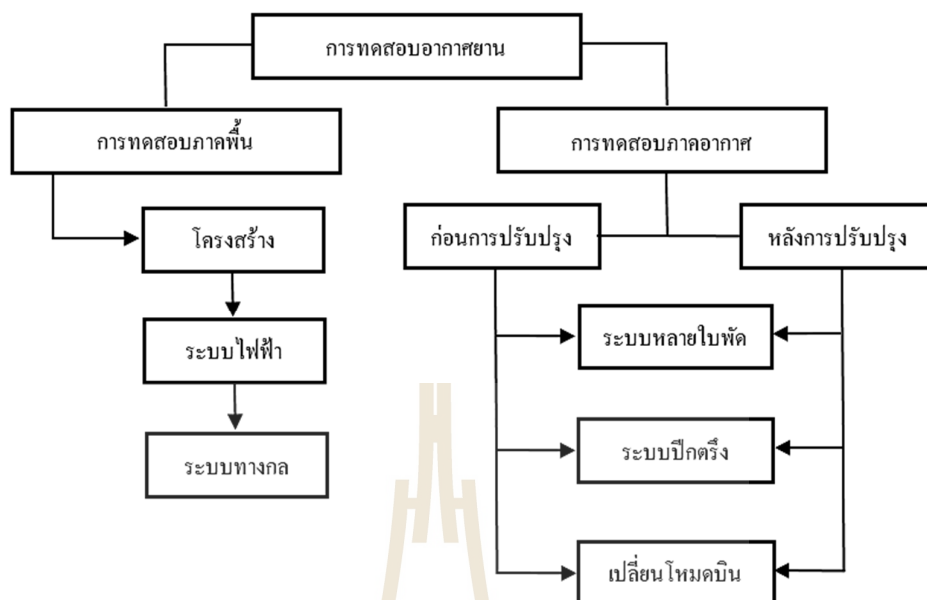 การทดสอบอากาศยาน
การทดสอบภาคพื้น
การทดสอบภาคอากาศ
โครงสร้าง
ก่อนการปรับปรุง
หลังการปรับปรุง
ระบบไฟฟ้า
ระบบหลายใบพัด
ระบบทางกล
ระบบปีกตรึง
เปลี่ยนโหมดบิน